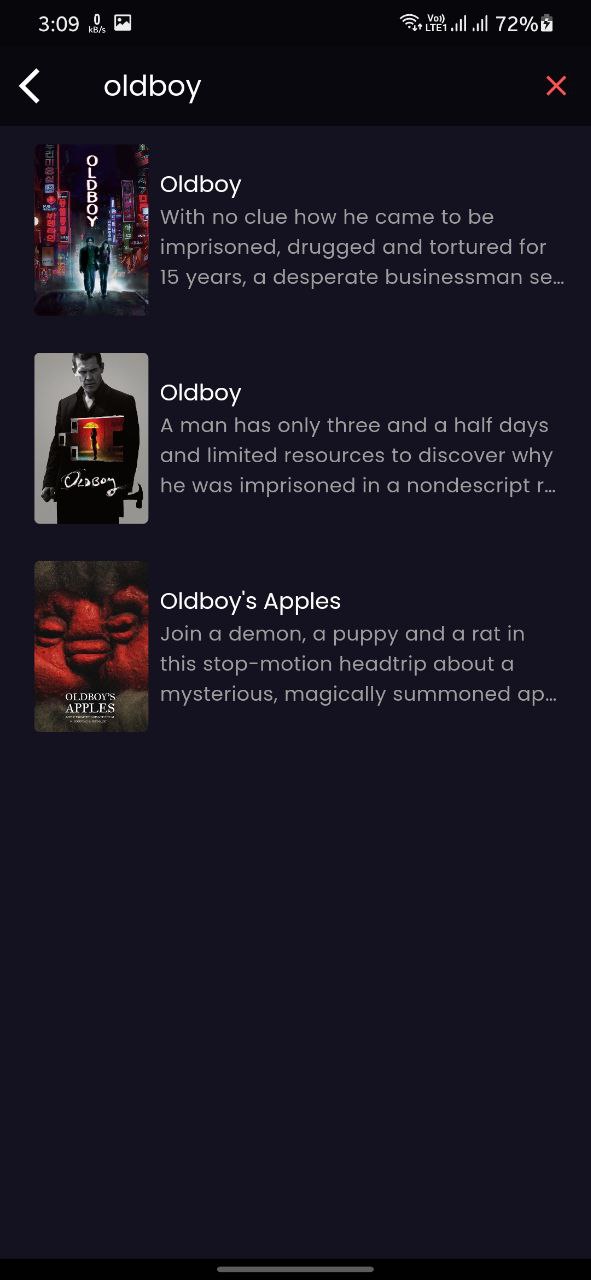 3:09 0 kB/s Vo)) LTE1 72%
oldboy
OLDBOY
Oldboy
With no clue how he came to be
imprisoned, drugged and tortured for
15 years, a desperate businessman se...
OLDBOY
Oldboy
A man has only three and a half days
and limited resources to discover why
he was imprisoned in a nondescript r...
OLDBOY'S
APPLES
Oldboy's Apples
Join a demon, a puppy and a rat in
this stop-motion headtrip about a
mysterious, magically summoned ap...